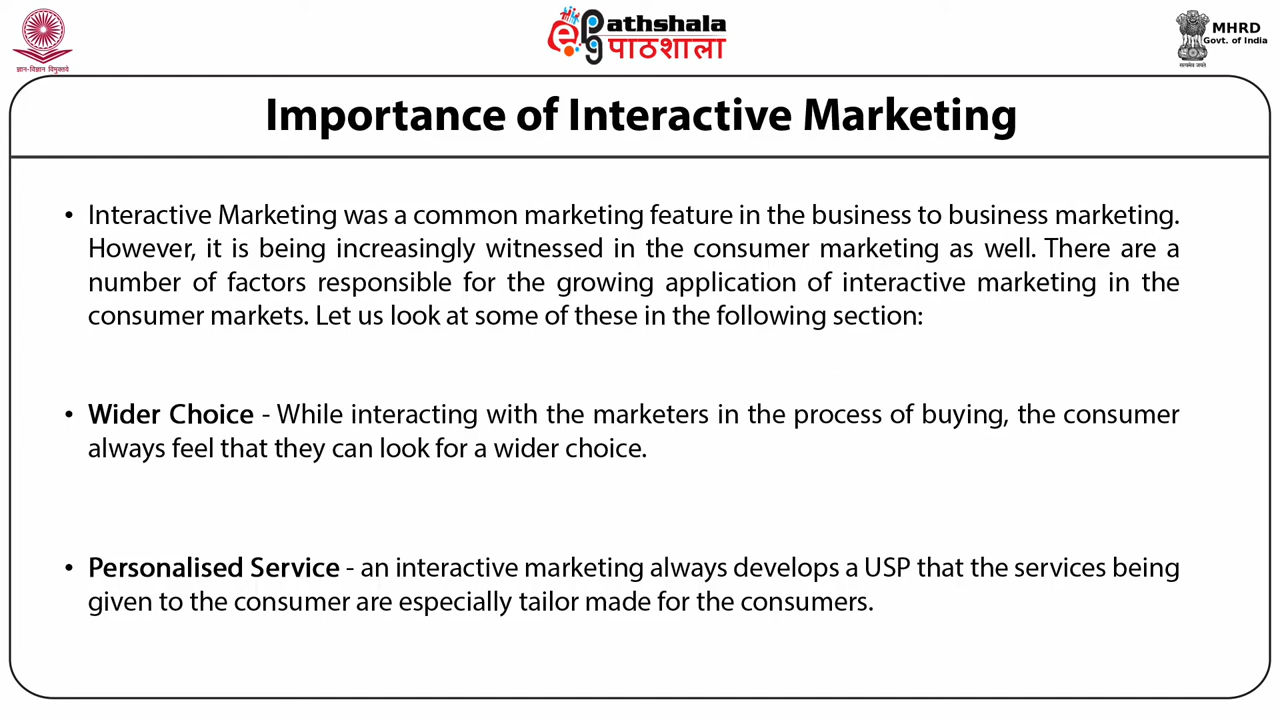 ePathshala
पाठशाला
MHRD
Govt. of India
ज्ञान-विज्ञान विमुक्तये
सत्यमेव जयते
Importance of Interactive Marketing
• Interactive Marketing was a common marketing feature in the business to business marketing.
However, it is being increasingly witnessed in the consumer marketing as well. There are a
number of factors responsible for the growing application of interactive marketing in the
consumer markets. Let us look at some of these in the following section:
• Wider Choice - While interacting with the marketers in the process of buying, the consumer
always feel that they can look for a wider choice.
• Personalised Service - an interactive marketing always develops a USP that the services being
given to the consumer are especially tailor made for the consumers.